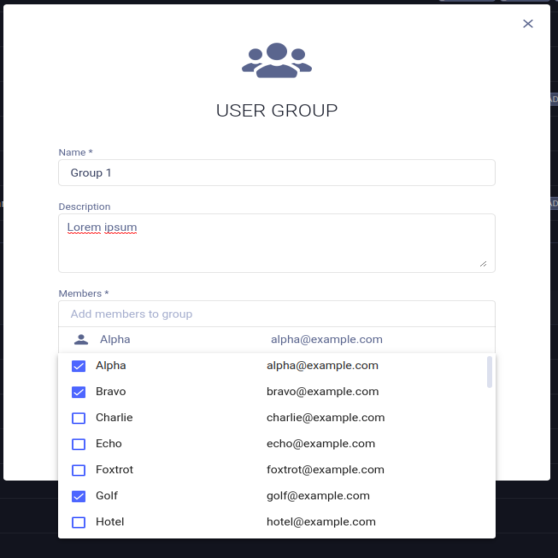 USER GROUP
Name *
Group 1
Description
Lorem ipsum
Members *
Add members to group
Alpha alpha@example.com
Alpha alpha@example.com
Bravo bravo@example.com
Charlie charlie@example.com
Echo echo@example.com
Foxtrot foxtrot@example.com
Golf golf@example.com
Hotel hotel@example.com